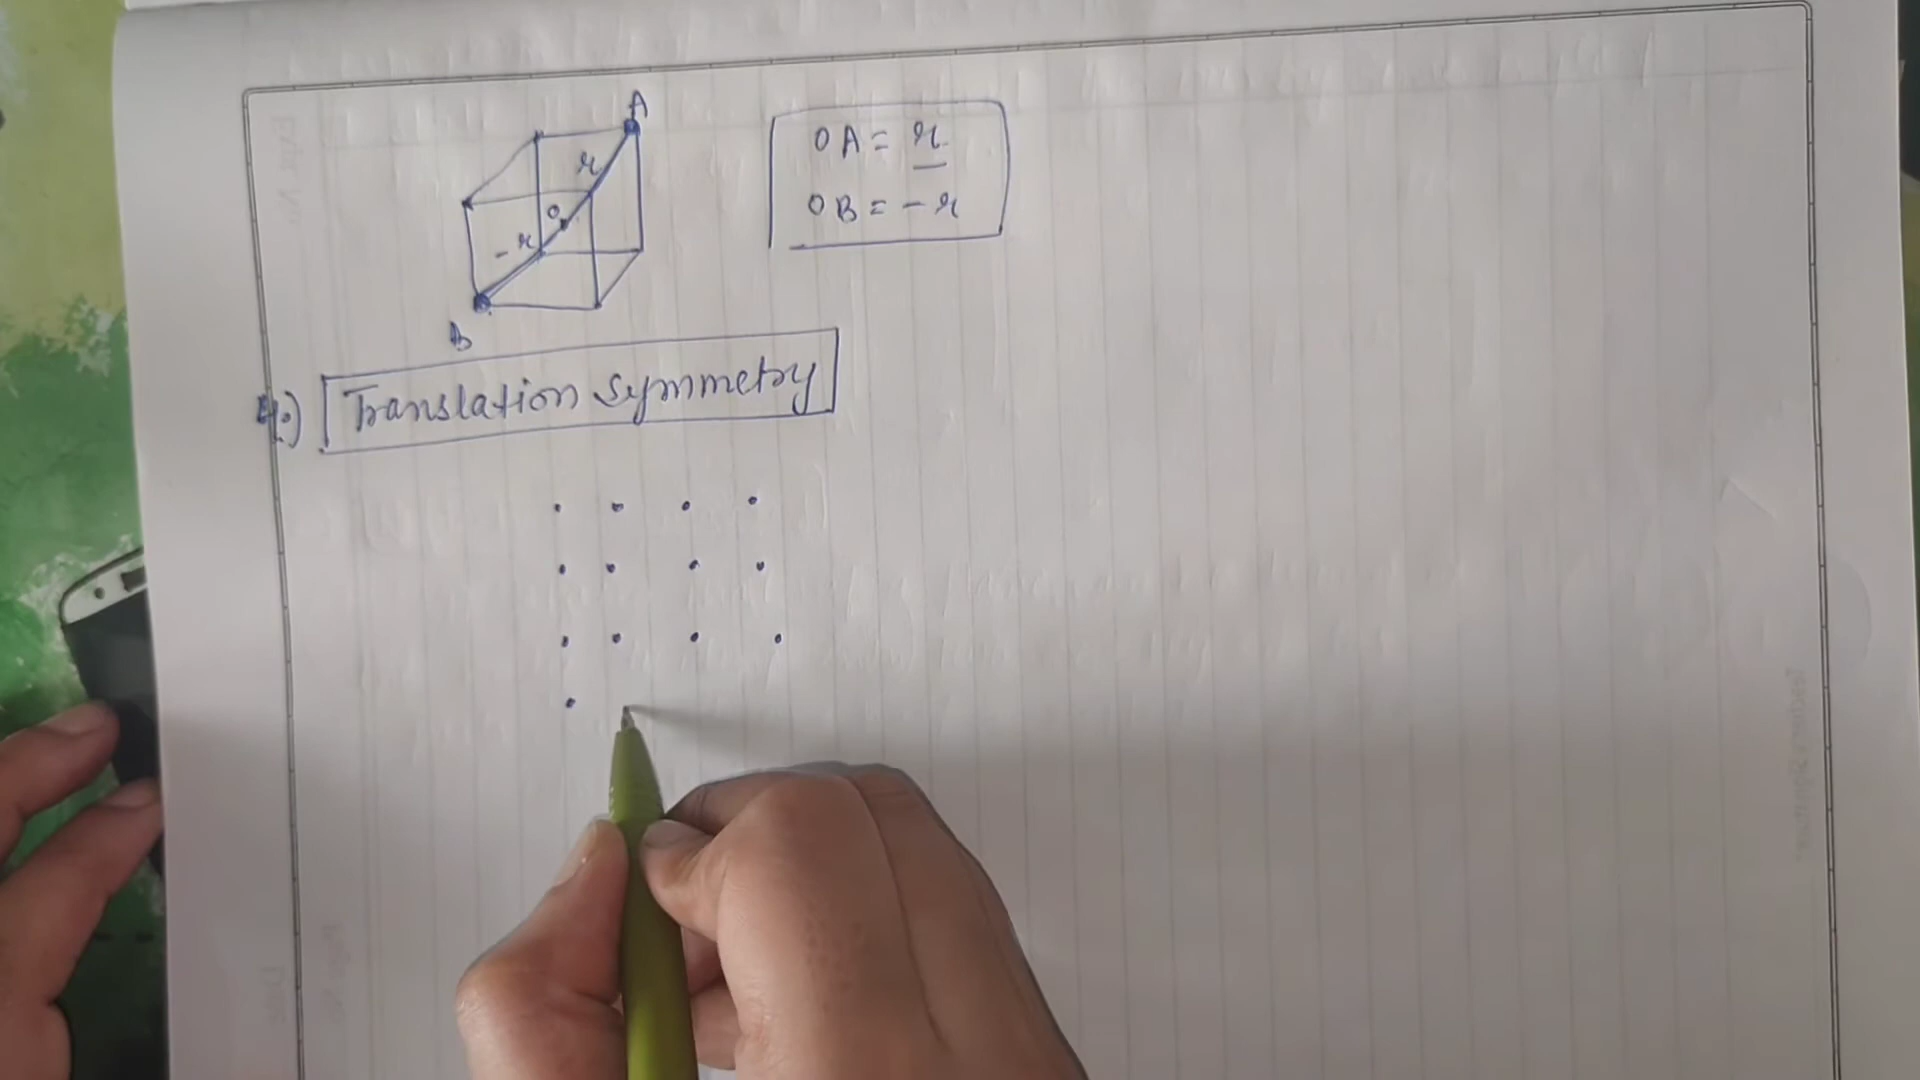 A
OA = r
r
O
OB = -r
-r
B
4.) Translation Symmetry